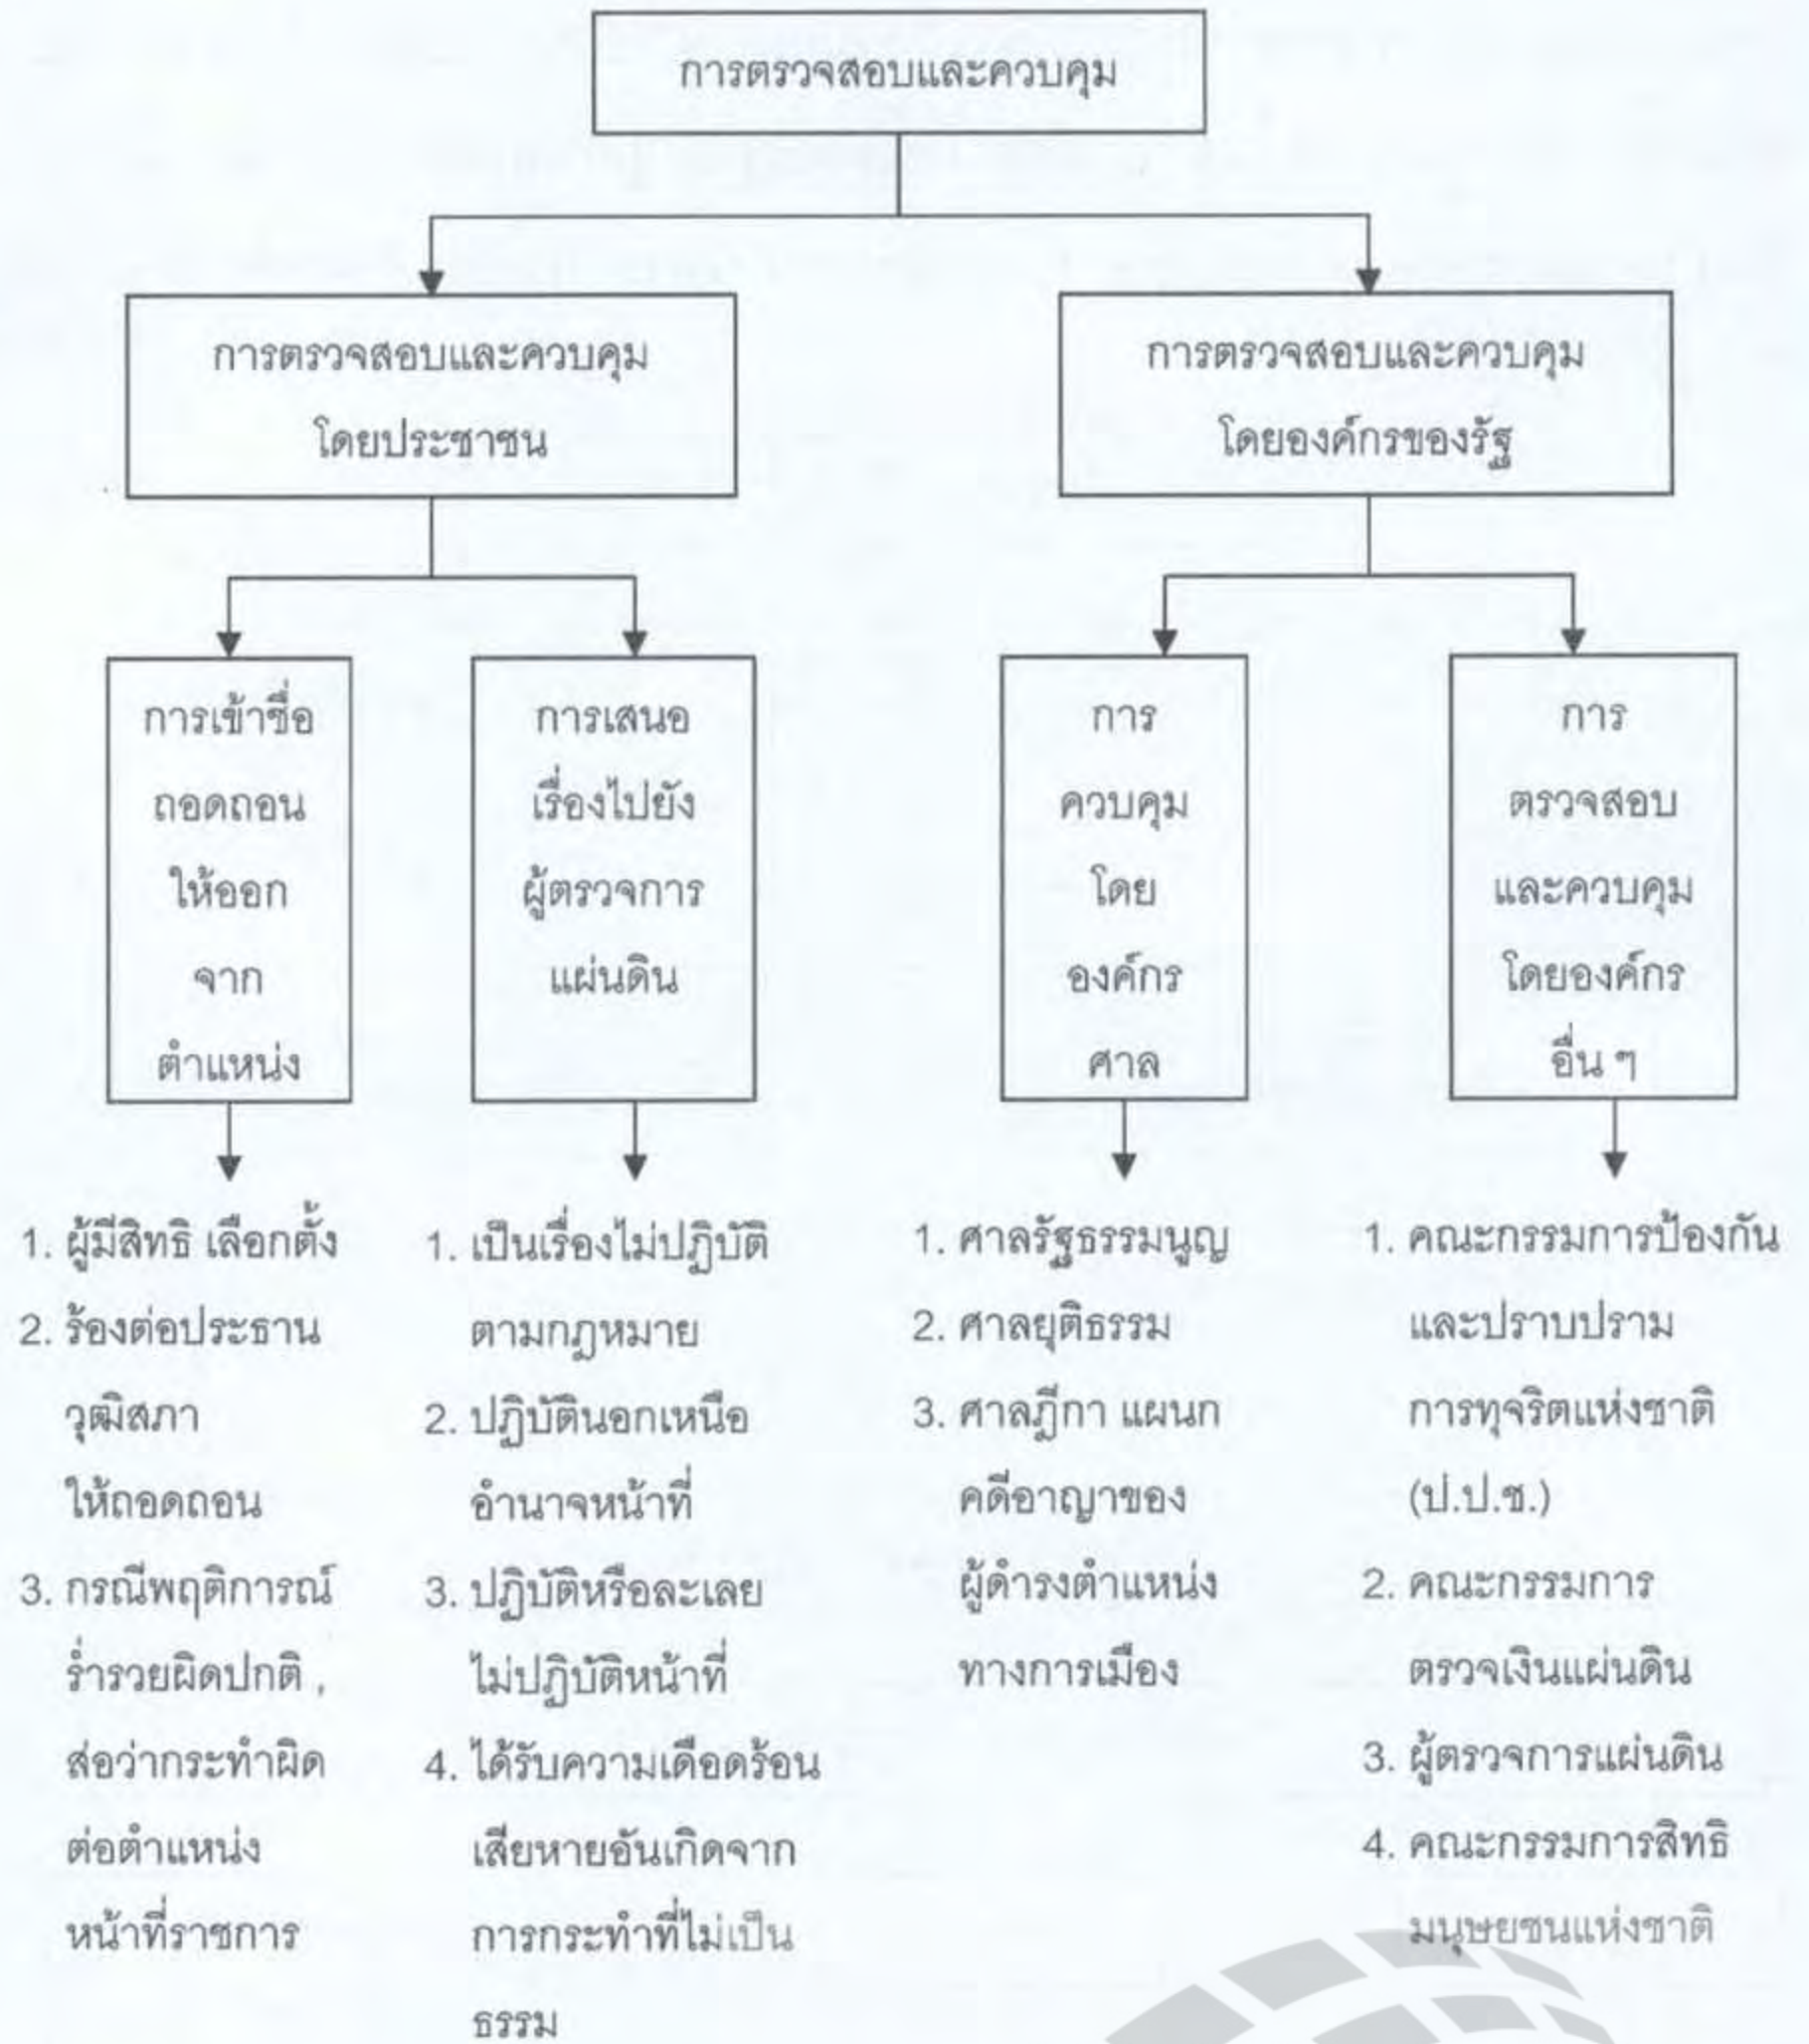 การตรวจสอบและควบคุม
การตรวจสอบและควบคุม
โดยประชาชน
การตรวจสอบและควบคุม
โดยองค์กรของรัฐ
การเข้าชื่อ
ถอดถอน
ให้ออก
จาก
ตำแหน่ง
การเสนอ
เรื่องไปยัง
ผู้ตรวจการ
แผ่นดิน
การ
ควบคุม
โดย
องค์กร
ศาล
การ
ตรวจสอบ
และควบคุม
โดยองค์กร
อื่น ๆ
1. ผู้มีสิทธิ เลือกตั้ง
2. ร้องต่อประธาน
วุฒิสภา
ให้ถอดถอน
3. กรณีพฤติการณ์
ร่ำรวยผิดปกติ ,
ส่อว่ากระทำผิด
ต่อตำแหน่ง
หน้าที่ราชการ
1. เป็นเรื่องไม่ปฏิบัติ
ตามกฎหมาย
2. ปฏิบัตินอกเหนือ
อำนาจหน้าที่
3. ปฏิบัติหรือละเลย
ไม่ปฏิบัติหน้าที่
4. ได้รับความเดือดร้อน
เสียหายอันเกิดจาก
การกระทำที่ไม่เป็น
ธรรม
1. ศาลรัฐธรรมนูญ
2. ศาลยุติธรรม
3. ศาลฎีกา แผนก
คดีอาญาของ
ผู้ดำรงตำแหน่ง
ทางการเมือง
1. คณะกรรมการป้องกัน
และปราบปราม
การทุจริตแห่งชาติ
(ป.ป.ช.)
2. คณะกรรมการ
ตรวจเงินแผ่นดิน
3. ผู้ตรวจการแผ่นดิน
4. คณะกรรมการสิทธิ
มนุษยชนแห่งชาติ